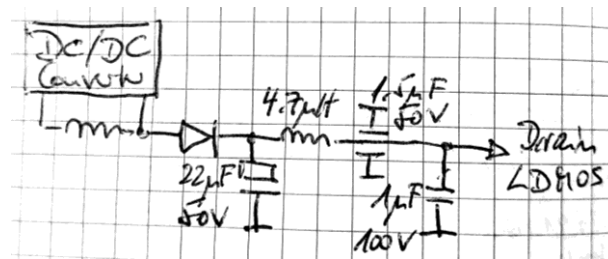 DC/DC
Converter
4.7µH
1.5µF
50V
22µF
50V
1µF
100V
Drain
LDMOS